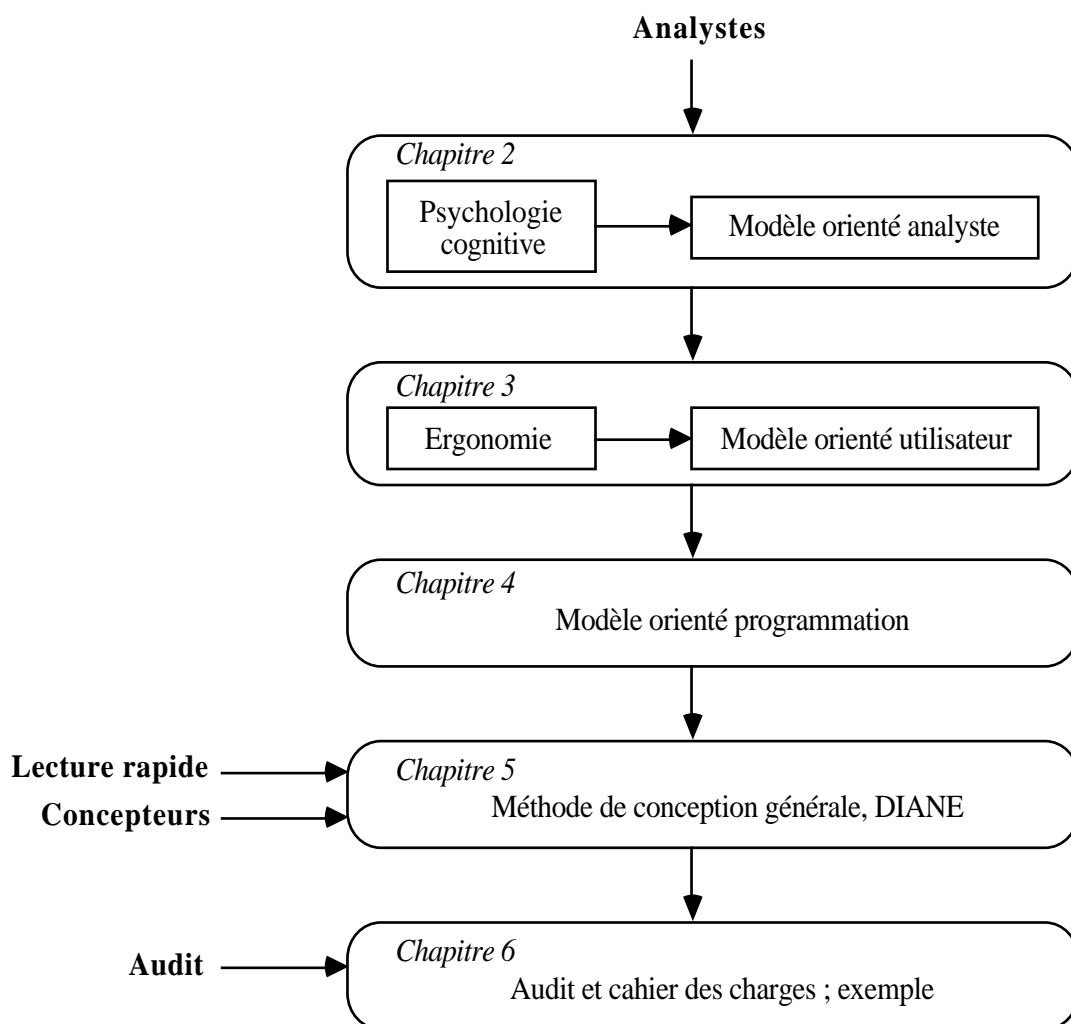 Analystes
Chapitre 2
Psychologie
cognitive
Modèle orienté analyste
Chapitre 3
Ergonomie
Modèle orienté utilisateur
Chapitre 4
Modèle orienté programmation
Lecture rapide
Concepteurs
Chapitre 5
Méthode de conception générale, DIANE
Audit
Chapitre 6
Audit et cahier des charges ; exemple